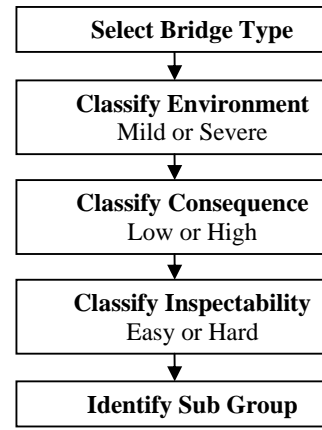 Select Bridge Type
Classify Environment
Mild or Severe
Classify Consequence
Low or High
Classify Inspectability
Easy or Hard
Identify Sub Group